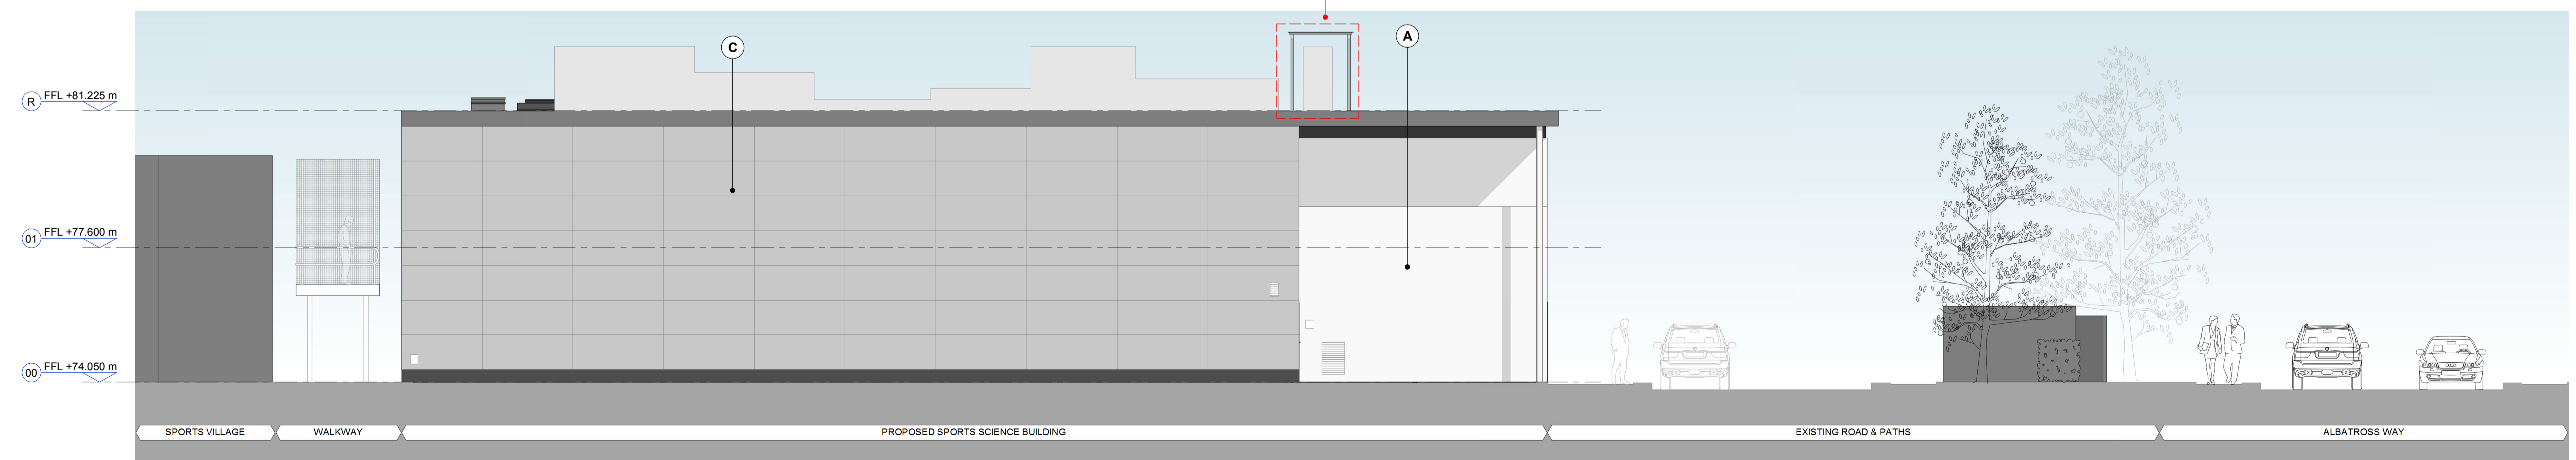 C
A
R FFL +81.225 m
01 FFL +77.600 m
00 FFL +74.050 m
SPORTS VILLAGE WALKWAY PROPOSED SPORTS SCIENCE BUILDING EXISTING ROAD & PATHS ALBATROSS WAY